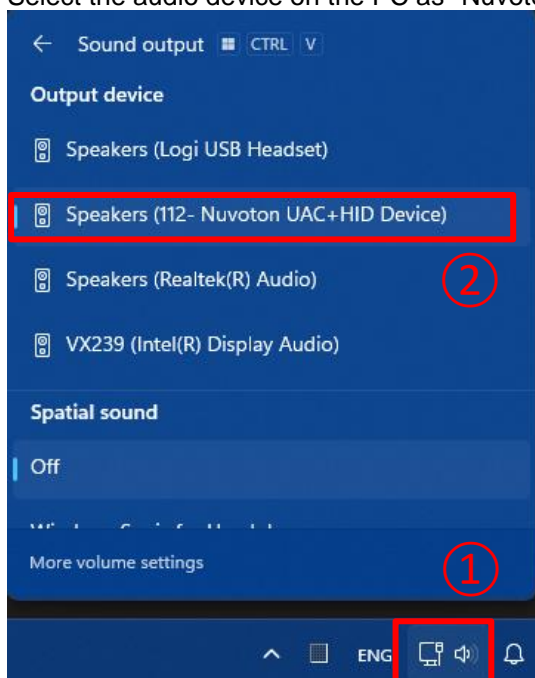 Select the audio device on the PC as "Nuvoto
Sound output CTRL V
Output device
Speakers (Logi USB Headset)
Speakers (112- Nuvoton UAC+HID Device)
②
Speakers (Realtek(R) Audio)
VX239 (Intel(R) Display Audio)
Spatial sound
Off
More volume settings
①
ENG